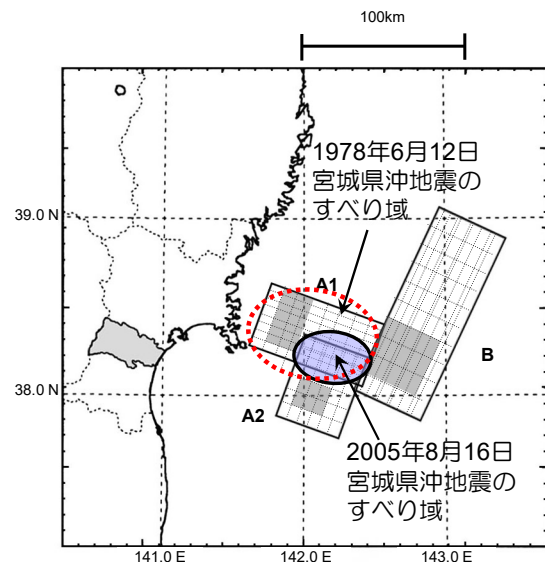 100km
1978年6月12日
宮城県沖地震の
すべり域
39.0 N
A1
B
38.0 N
A2
2005年8月16日
宮城県沖地震の
すべり域
141.0 E
142.0 E
143.0 E